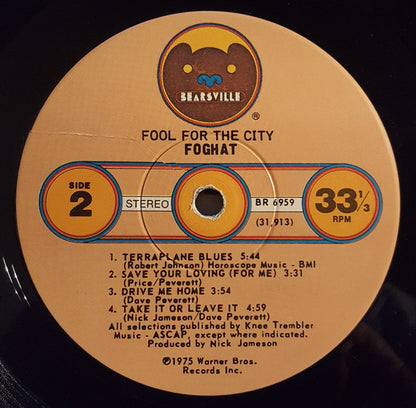 BEARSVILLE
®
FOOL FOR THE CITY
FOGHAT
SIDE
2
STEREO
BR 6959
(31,913)
33 1/3
RPM
1. TERRAPLANE BLUES 5:44
(Robert Johnson) Horoscope Music - BMI
2. SAVE YOUR LOVING (FOR ME) 3:31
(Price/Peverett)
3. DRIVE ME HOME 3:54
(Dave Peverett)
4. TAKE IT OR LEAVE IT 4:59
(Nick Jameson/Dave Peverett)
All selections published by Knee Trembler
Music - ASCAP, except where indicated.
Produced by Nick Jameson
℗1975 Warner Bros.
Records Inc.